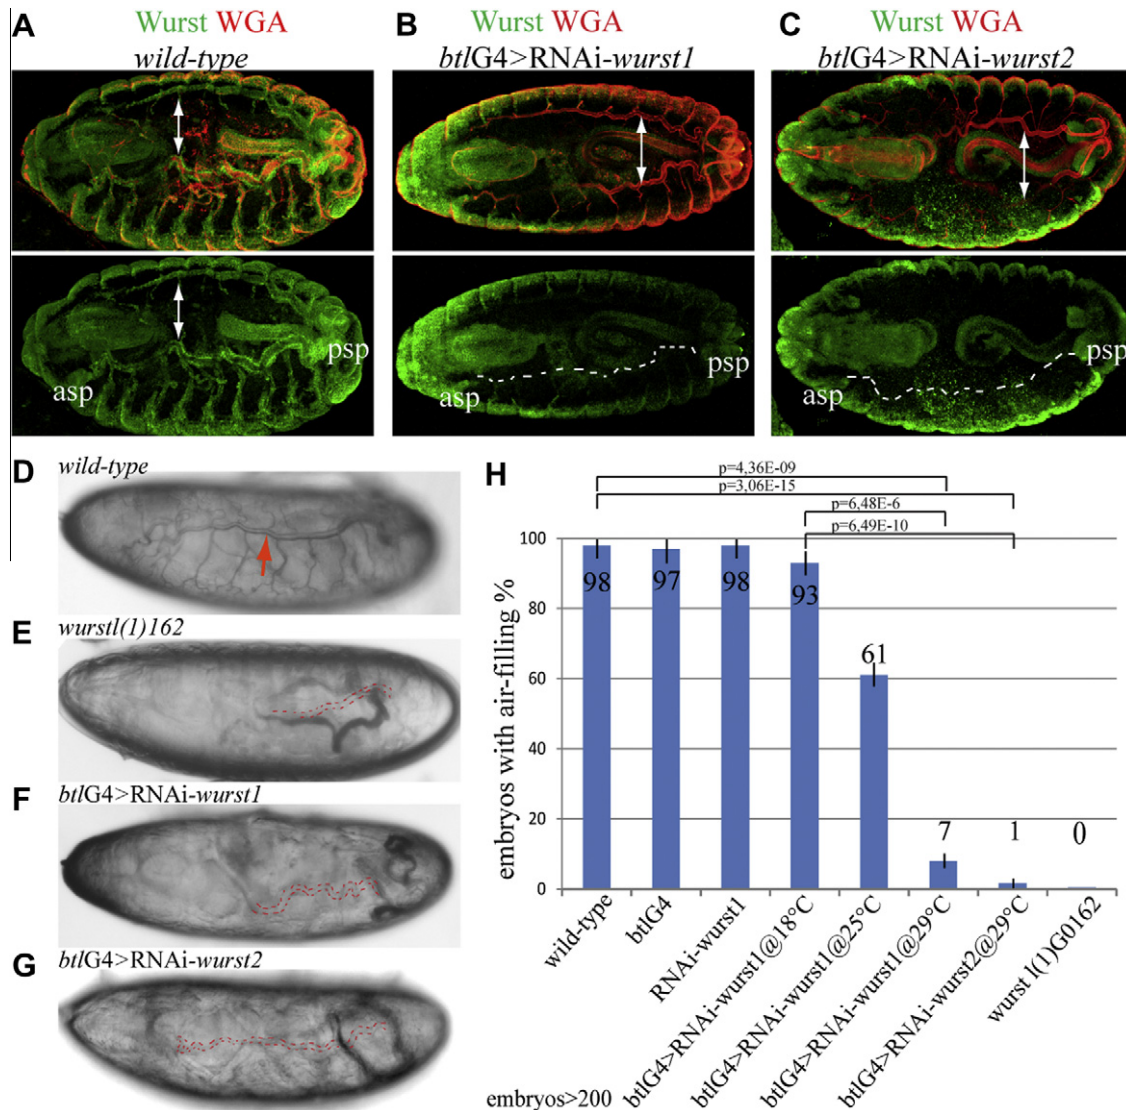 A
Wurst WGA
wild-type
B
Wurst WGA
btlG4>RNAi-wurst1
C
Wurst WGA
btlG4>RNAi-wurst2
asp
psp
asp
psp
asp
psp
D
wild-type
E
wurstl(1)162
F
btlG4>RNAi-wurst1
G
btlG4>RNAi-wurst2
H
p=4,36E-09
p=3,06E-15
p=6,48E-6
p=6,49E-10
embryos with air-filling %
100
80
60
40
20
0
98
97
98
93
61
7
1
0
wild-type
btlG4
RNAi-wurst1
btlG4>RNAi-wurst1@18°C
btlG4>RNAi-wurst1@25°C
btlG4>RNAi-wurst1@29°C
btlG4>RNAi-wurst2@29°C
wurst l(1)G0162
embryos>200